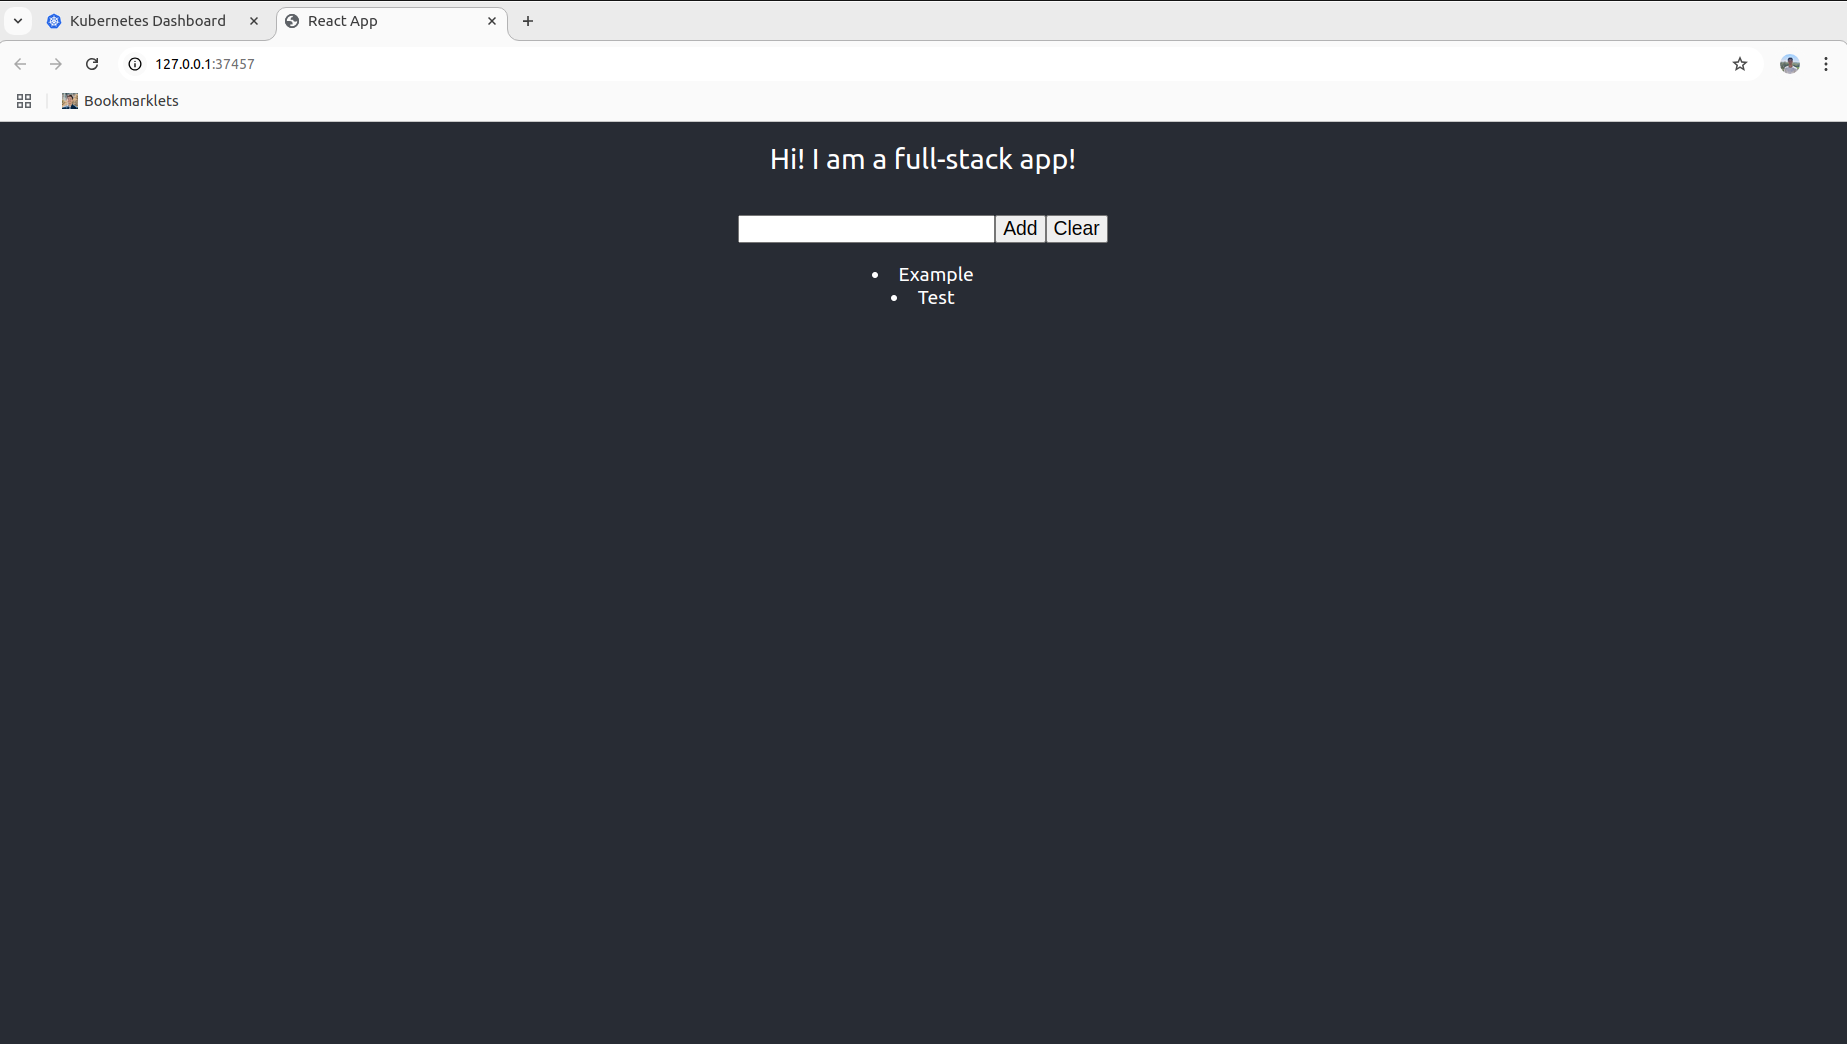 Kubernetes Dashboard
React App
127.0.0.1:37457
Bookmarklets
Hi! I am a full-stack app!
Add Clear
Example
Test